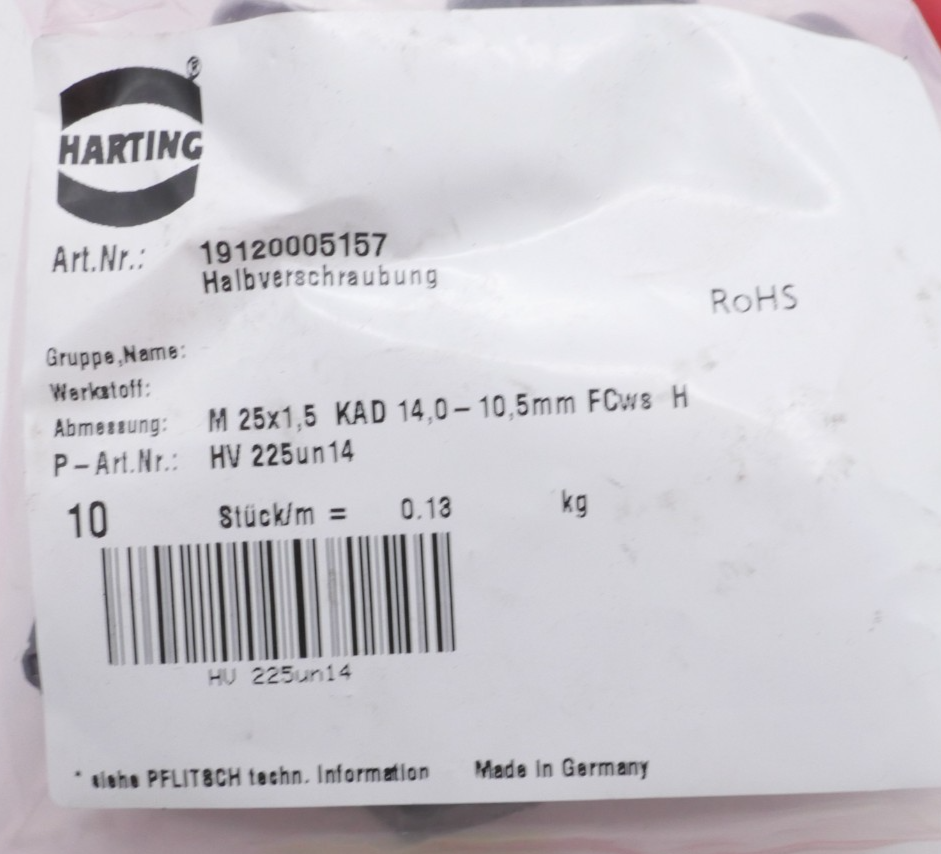 HARTING®
Art.Nr.: 19120005157
Halbverschraubung
RoHS
Gruppe,Name:
Werkstoff:
Abmessung: M 25x1,5 KAD 14,0-10,5mm FCws H
P-Art.Nr.: HV 225un14
10 Stück/m = 0.13 kg
HV 225un14
* siehe PFLITSCH techn. Information Made in Germany